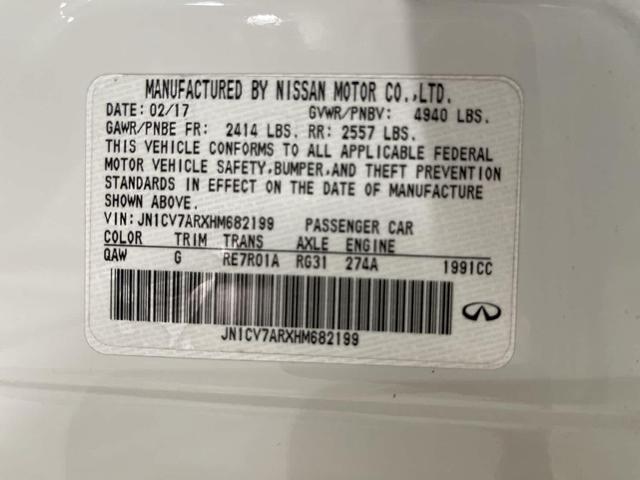 MANUFACTURED BY NISSAN MOTOR CO.,LTD.
DATE: 02/17 GVWR/PNBV: 4940 LBS.
GAWR/PNBE FR: 2414 LBS. RR: 2557 LBS.
THIS VEHICLE CONFORMS TO ALL APPLICABLE FEDERAL
MOTOR VEHICLE SAFETY,BUMPER,AND THEFT PREVENTION
STANDARDS IN EFFECT ON THE DATE OF MANUFACTURE
SHOWN ABOVE.
VIN: JN1CV7ARXHM682199 PASSENGER CAR
COLOR TRIM TRANS AXLE ENGINE
QAW G RE7R01A RG31 274A 1991CC
JN1CV7ARXHM682199